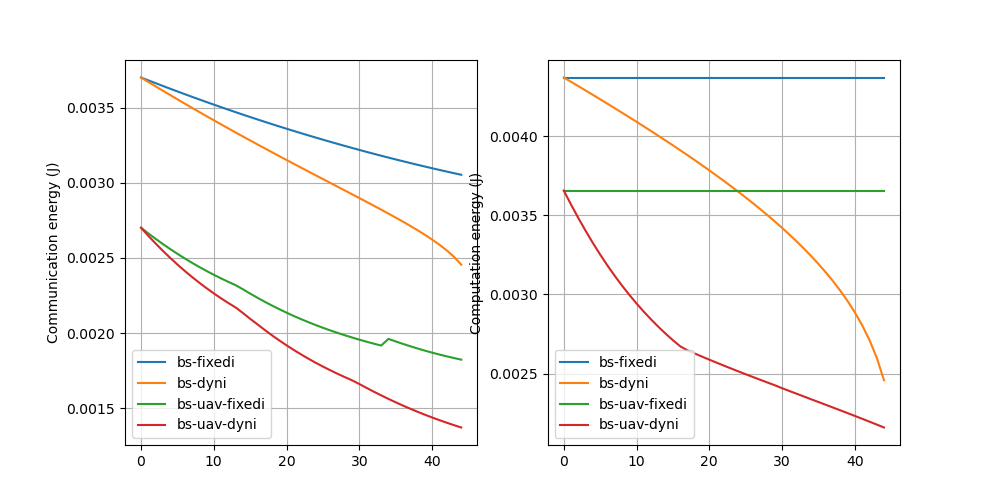 Communication energy (J)
0.0035
0.0030
0.0025
0.0020
0.0015
0
10
20
30
40
bs-fixedi
bs-dyni
bs-uav-fixedi
bs-uav-dyni
Computation energy (J)
0.0040
0.0035
0.0030
0.0025
0
10
20
30
40
bs-fixedi
bs-dyni
bs-uav-fixedi
bs-uav-dyni